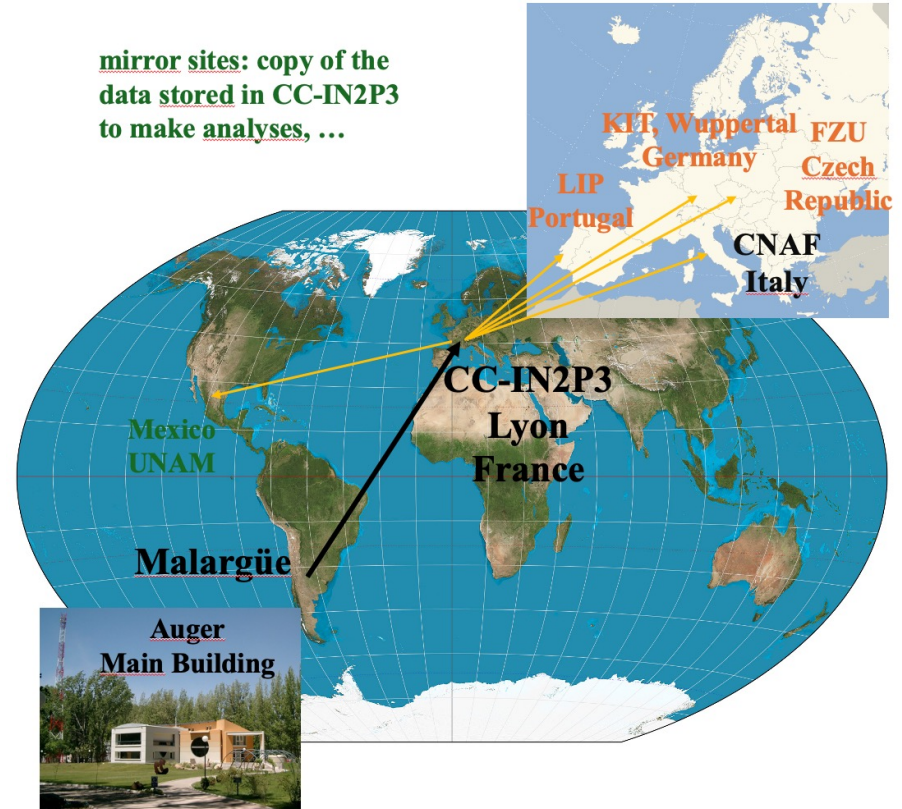 mirror sites: copy of the
data stored in CC-IN2P3
to make analyses, …
KIT, Wuppertal
Germany
FZU
Czech
Republic
LIP
Portugal
CNAF
Italy
CC-IN2P3
Lyon
France
Mexico
UNAM
Malargüe
Auger
Main Building